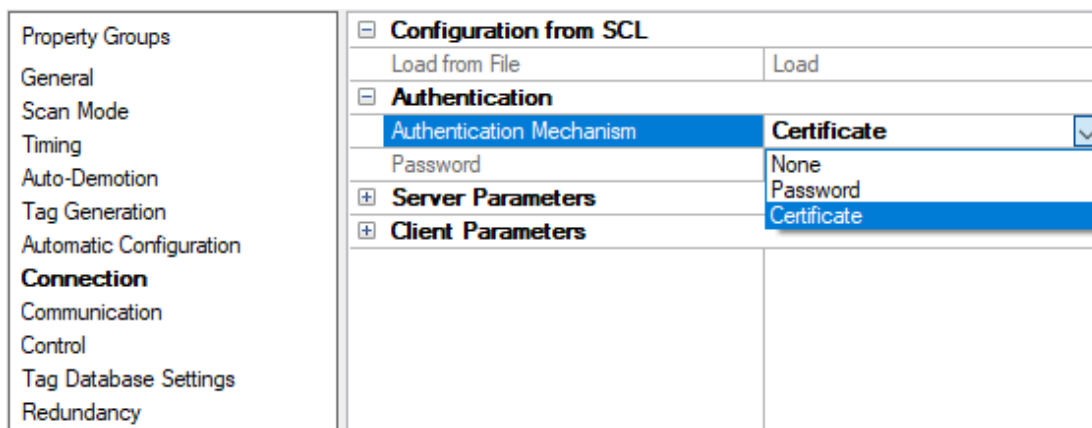 Property Groups
General
Scan Mode
Timing
Auto-Demotion
Tag Generation
Automatic Configuration
Connection
Communication
Control
Tag Database Settings
Redundancy
Configuration from SCL
Load from File Load
Authentication
Authentication Mechanism Certificate
Password None
Password
Server Parameters Certificate
Client Parameters